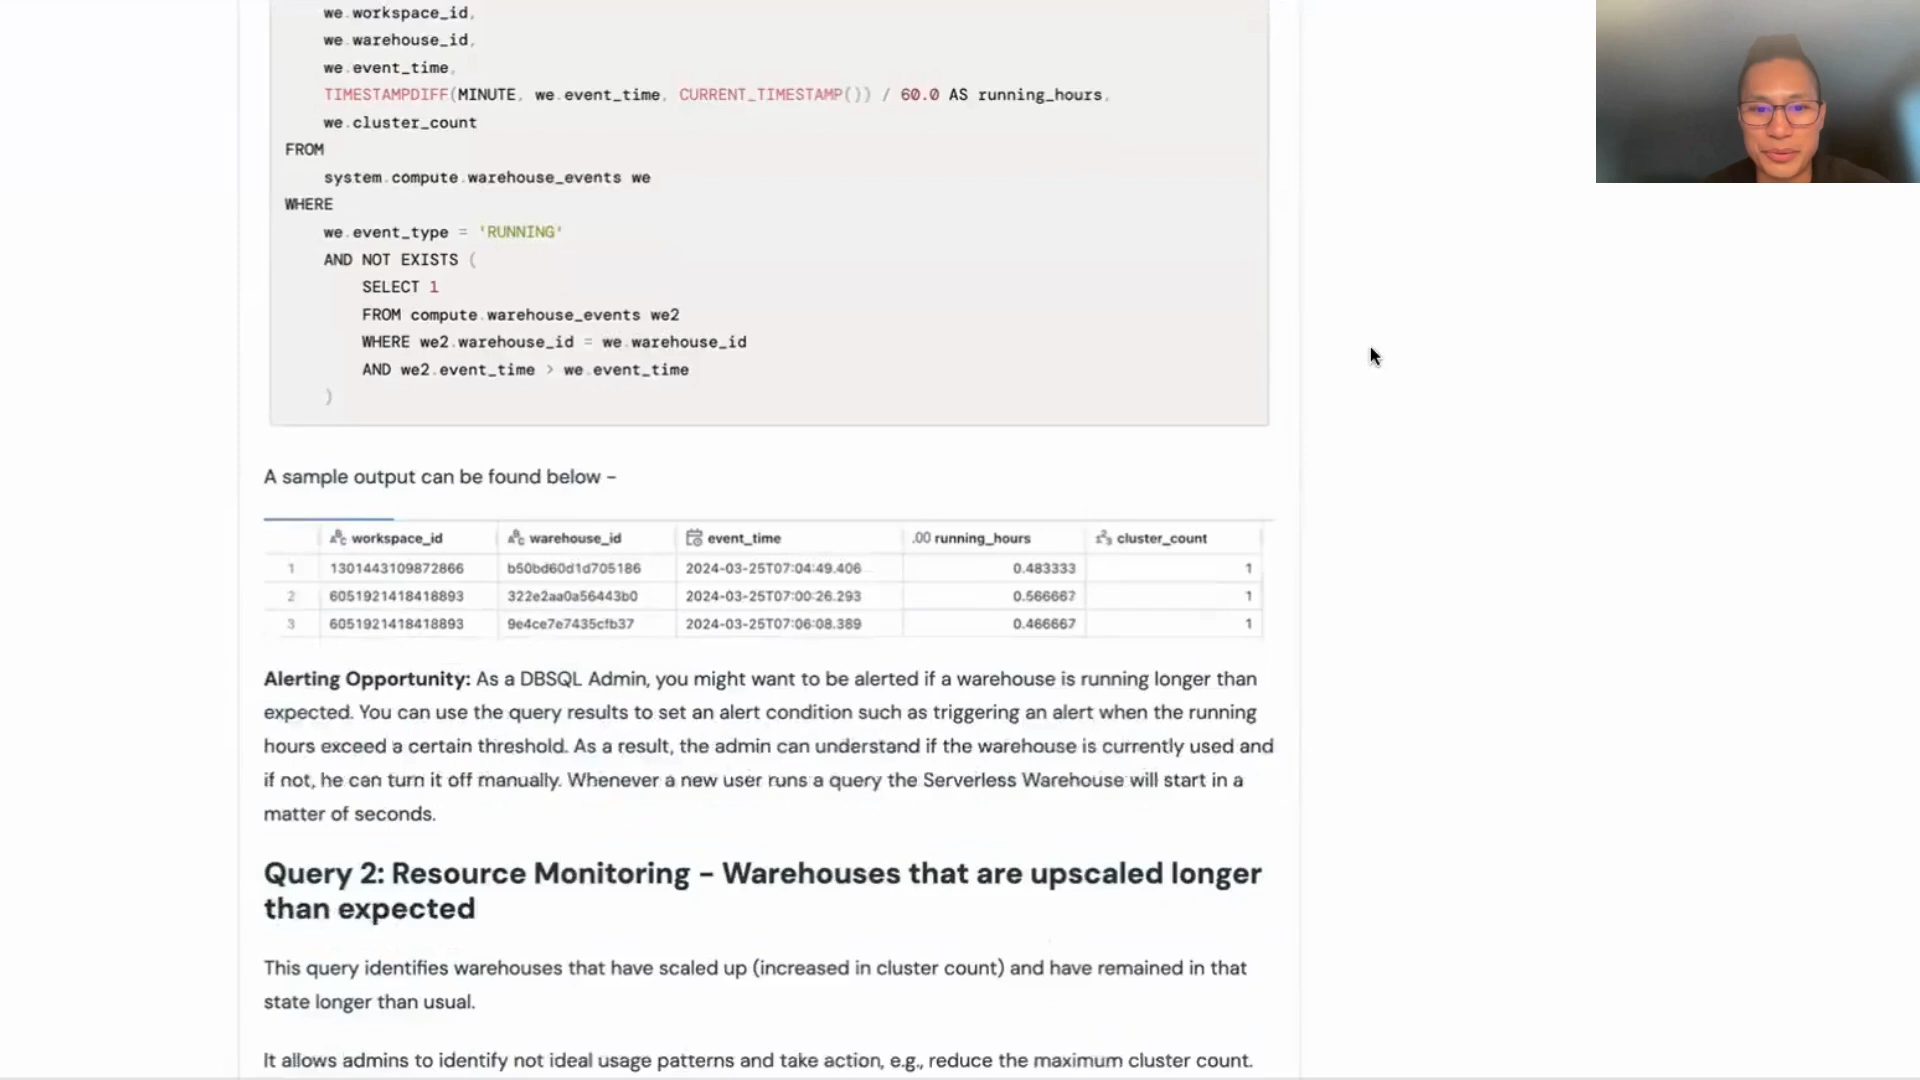 we.workspace_id,
we.warehouse_id,
we.event_time,
TIMESTAMPDIFF(MINUTE, we.event_time, CURRENT_TIMESTAMP()) / 60.0 AS running_hours,
we.cluster_count
FROM
system.compute.warehouse_events we
WHERE
we.event_type = 'RUNNING'
AND NOT EXISTS (
SELECT 1
FROM compute.warehouse_events we2
WHERE we2.warehouse_id = we.warehouse_id
AND we2.event_time > we.event_time
)
A sample output can be found below –
workspace_id warehouse_id event_time .00 running_hours cluster_count
1 1301443109872866 b50bd60d1d705186 2024-03-25T07:04:49.406 0.483333 1
2 6051921418418893 322e2aa0a56443b0 2024-03-25T07:00:26.293 0.566667 1
3 6051921418418893 9e4ce7e7435cfb37 2024-03-25T07:06:08.389 0.466667 1
Alerting Opportunity: As a DBSQL Admin, you might want to be alerted if a warehouse is running longer than
expected. You can use the query results to set an alert condition such as triggering an alert when the running
hours exceed a certain threshold. As a result, the admin can understand if the warehouse is currently used and
if not, he can turn it off manually. Whenever a new user runs a query the Serverless Warehouse will start in a
matter of seconds.
Query 2: Resource Monitoring – Warehouses that are upscaled longer
than expected
This query identifies warehouses that have scaled up (increased in cluster count) and have remained in that
state longer than usual.
It allows admins to identify not ideal usage patterns and take action, e.g., reduce the maximum cluster count.